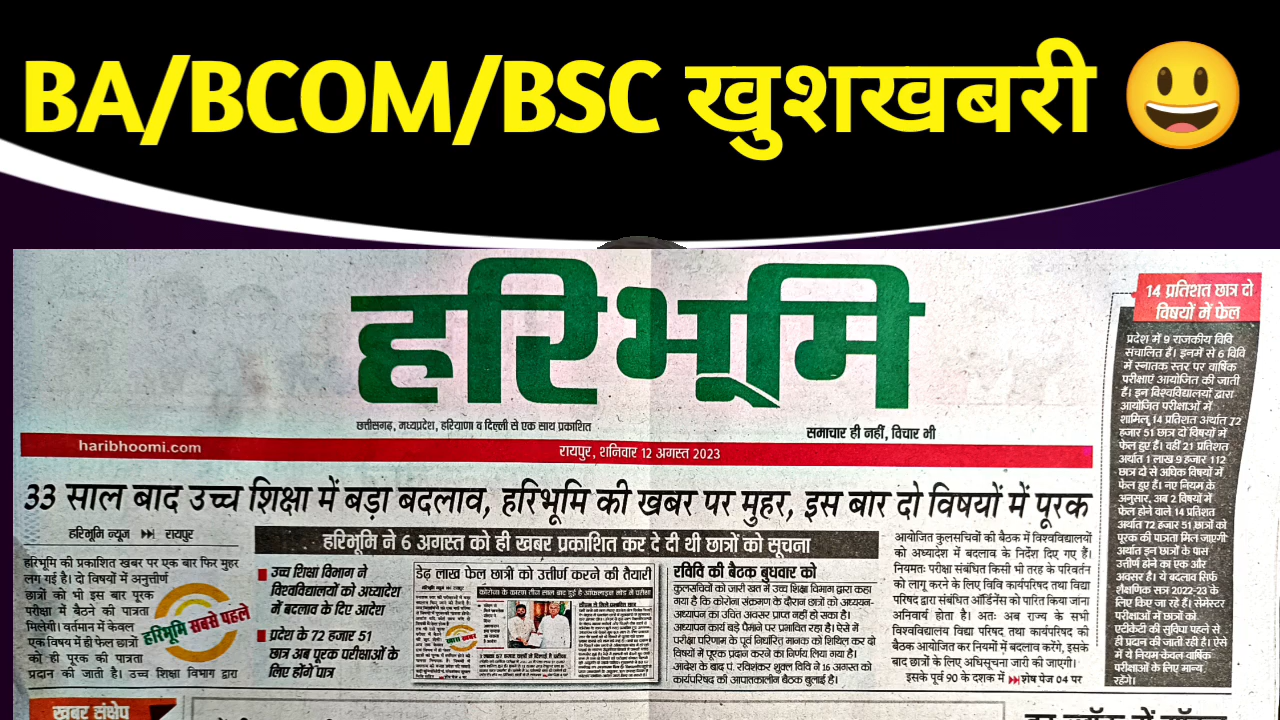 BA/BCOM/BSC खुशखबरी
हरिभूमि
छत्तीसगढ़, मध्यप्रदेश, हरियाणा व दिल्ली से एक साथ प्रकाशित
समाचार ही नहीं, विचार भी
haribhoomi.com
रायपुर, शनिवार 12 अगस्त 2023
33 साल बाद उच्च शिक्षा में बड़ा बदलाव, हरिभूमि की खबर पर मुहर, इस बार दो विषयों में पूरक
हरिभूमि न्यूज रायपुर
हरिभूमि की प्रकाशित खबर पर एक बार फिर मुहर
लग गई है। दो विषयों में अनुत्तीर्ण
छात्रों को भी इस बार पूरक
परीक्षा में बैठने की पात्रता
मिलेगी। वर्तमान में केवल
एक विषय में ही फेल छात्रों
को ही पूरक की पात्रता
प्रदान की जाती है। उच्च शिक्षा विभाग द्वारा
हरिभूमि सबसे पहले
हरिभूमि ने 6 अगस्त को ही खबर प्रकाशित कर दे दी थी छात्रों को सूचना
उच्च शिक्षा विभाग ने
विश्वविद्यालयों को अध्यादेश
में बदलाव के दिए आदेश
प्रदेश के 72 हजार 51
छात्र अब पूरक परीक्षाओं के
लिए होंगे पात्र
डेढ़ लाख फेल छात्रों को उत्तीर्ण करने की तैयारी
कोरोना के कारण तीन साल बाद हुई है ऑफलाइन मोड में परीक्षा
रविवि की बैठक बुधवार को
कुलसचिवों को जारी खत में उच्च शिक्षा विभाग द्वारा कहा
गया है कि कोरोना संक्रमण के दौरान छात्रों को अध्ययन-
अध्यापन का उचित अवसर प्राप्त नहीं हो सका है।
अध्यापन कार्य बड़े पैमाने पर प्रभावित रहा है। ऐसे में
परीक्षा परिणाम के पूर्व निर्धारित मानक को शिथिल कर दो
विषयों में पूरक प्रदान करने का निर्णय लिया गया है।
आदेश के बाद पं. रविशंकर शुक्ल विवि ने 16 अगस्त को
कार्यपरिषद की आपातकालीन बैठक बुलाई है।
आयोजित कुलसचिवों की बैठक में विश्वविद्यालयों
को अध्यादेश में बदलाव के निर्देश दिए गए हैं।
नियमतः परीक्षा संबंधित किसी भी तरह के परिवर्तन
को लागू करने के लिए विवि कार्यपरिषद तथा विद्या
परिषद द्वारा संबंधित ऑर्डिनेंस को पारित किया जाना
अनिवार्य होता है। अतः अब राज्य के सभी
विश्वविद्यालय विद्या परिषद तथा कार्यपरिषद की
बैठक आयोजित कर नियमों में बदलाव करेंगे, इसके
बाद छात्रों के लिए अधिसूचना जारी की जाएगी।
इसके पूर्व 90 के दशक में शेष पेज 04 पर
14 प्रतिशत छात्र दो
विषयों में फेल
प्रदेश में 9 राजकीय विवि
संचालित हैं। इनमें से 6 विवि
में स्नातक स्तर पर वार्षिक
परीक्षाएं आयोजित की जाती
हैं। इन विश्वविद्यालयों द्वारा
आयोजित परीक्षाओं में
शामिल 14 प्रतिशत अर्थात 72
हजार 51 छात्र दो विषयों में
फेल हुए हैं। वहीं 21 प्रतिशत
अर्थात 1 लाख 9 हजार 112
छात्र दो से अधिक विषयों में
फेल हुए हैं। नए नियम के
अनुसार, अब 2 विषयों में
फेल होने वाले 14 प्रतिशत
अर्थात 72 हजार 51 छात्रों को
पूरक की पात्रता मिल जाएगी
अर्थात इन छात्रों के पास
उत्तीर्ण होने का एक और
अवसर है। ये बदलाव सिर्फ
शैक्षणिक सत्र 2022-23 के
लिए किए जा रहे हैं। सेमेस्टर
परीक्षाओं में छात्रों को
एटीकेटी की सुविधा पहले से
ही प्रदान की जाती रही है। ऐसे
में ये नियम केवल वार्षिक
परीक्षाओं के लिए मान्य
रहेंगे।
खबर संक्षेप